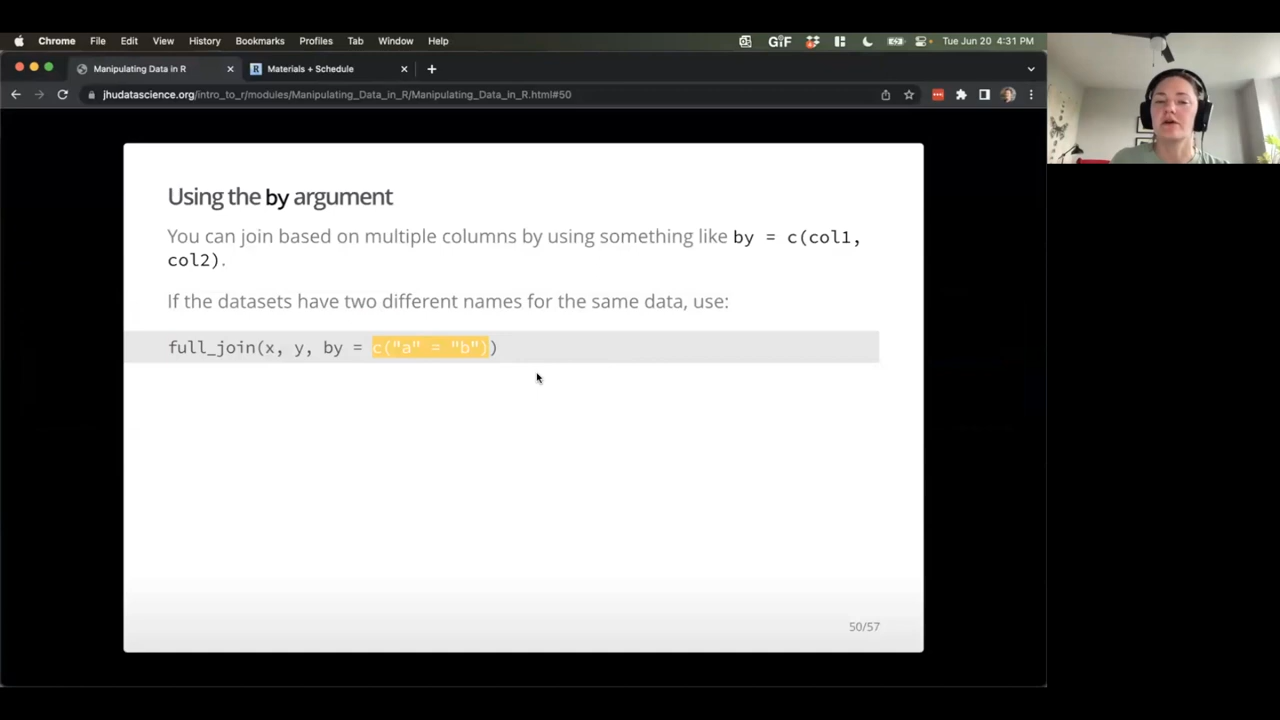 Chrome File Edit View History Bookmarks Profiles Tab Window Help GIF Tue Jun 20 4:31 PM
Manipulating Data in R Materials + Schedule
jhudatascience.org/intro_to_r/modules/Manipulating_Data_in_R/Manipulating_Data_in_R.html#50
Using the by argument
You can join based on multiple columns by using something like by = c(col1,
col2).
If the datasets have two different names for the same data, use:
full_join(x, y, by = c("a" = "b"))
50/57